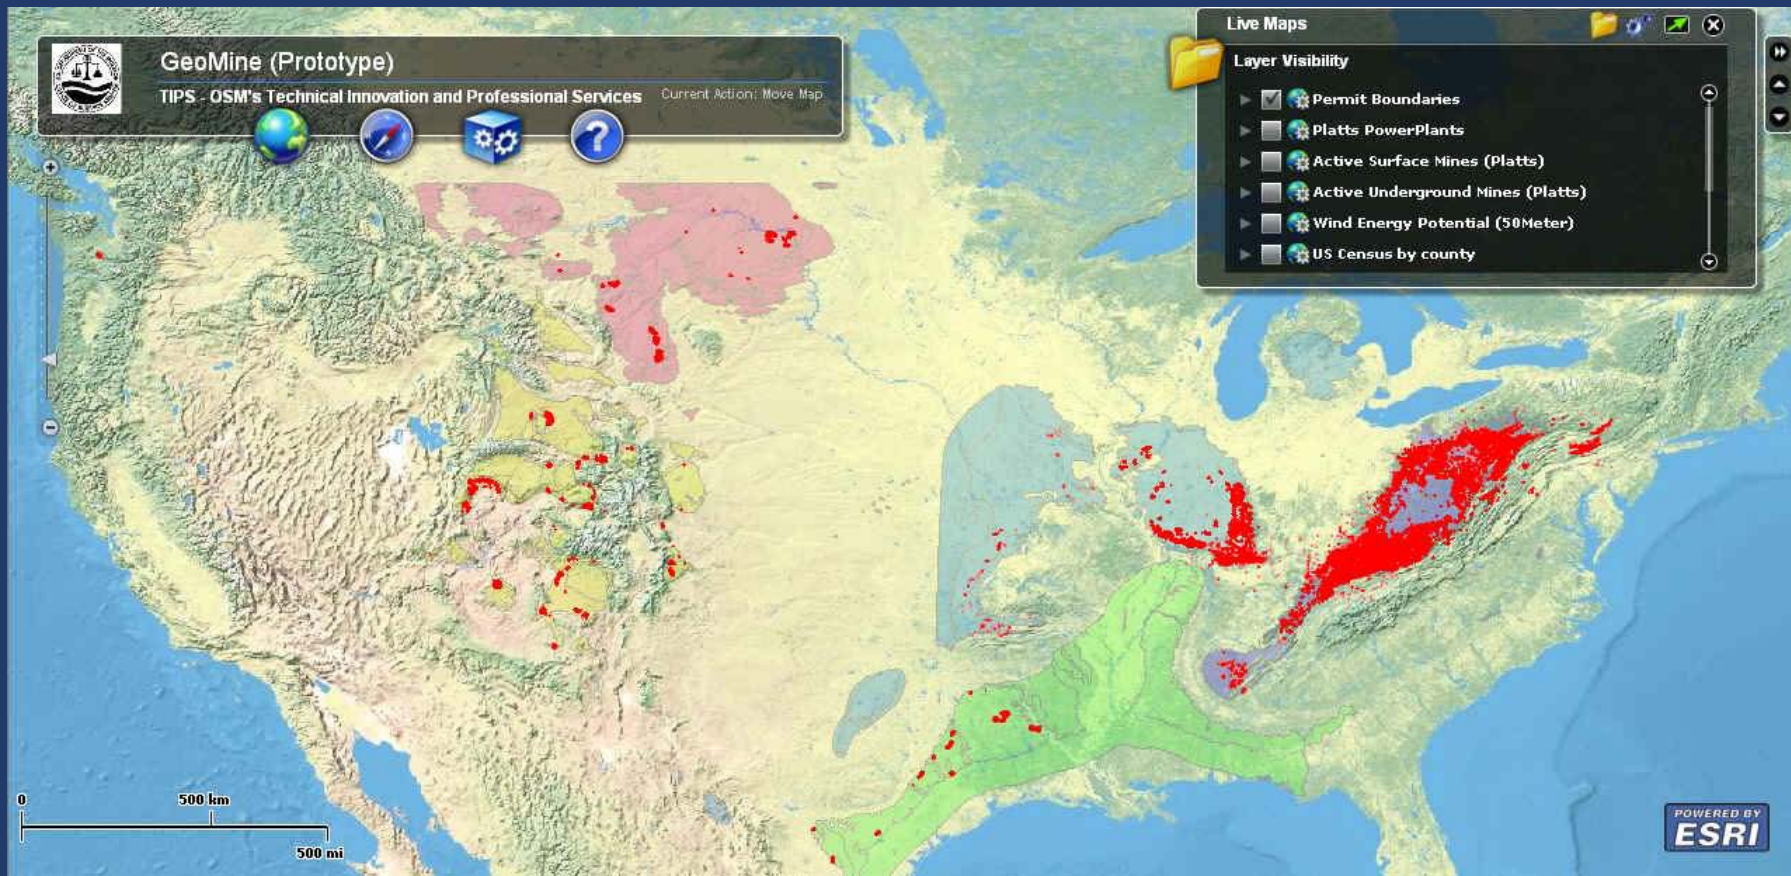 GeoMine (Prototype)
TIPS - OSM's Technical Innovation and Professional Services
Current Action: Move Map
Live Maps
Layer Visibility
Permit Boundaries
Platts PowerPlants
Active Surface Mines (Platts)
Active Underground Mines (Platts)
Wind Energy Potential (50Meter)
US Census by county
0
500 km
500 mi
POWERED BY
ESRI